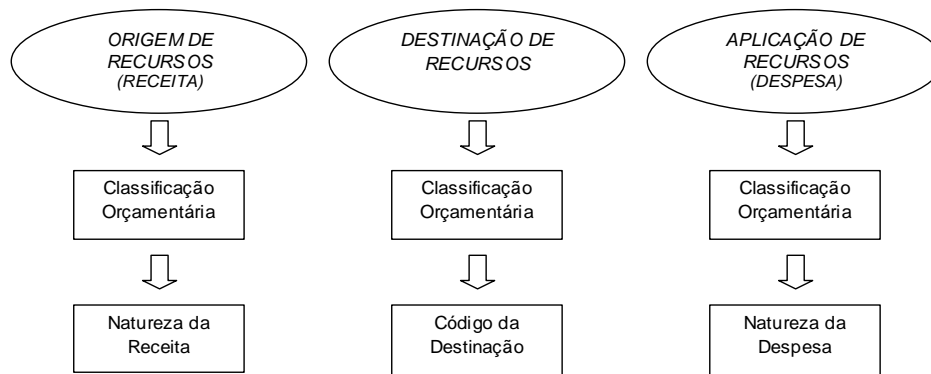 ORIGEM DE
RECURSOS
(RECEITA)
DESTINAÇÃO DE
RECURSOS
APLICAÇÃO DE
RECURSOS
(DESPESA)
Classificação
Orçamentária
Classificação
Orçamentária
Classificação
Orçamentária
Natureza da
Receita
Código da
Destinação
Natureza da
Despesa